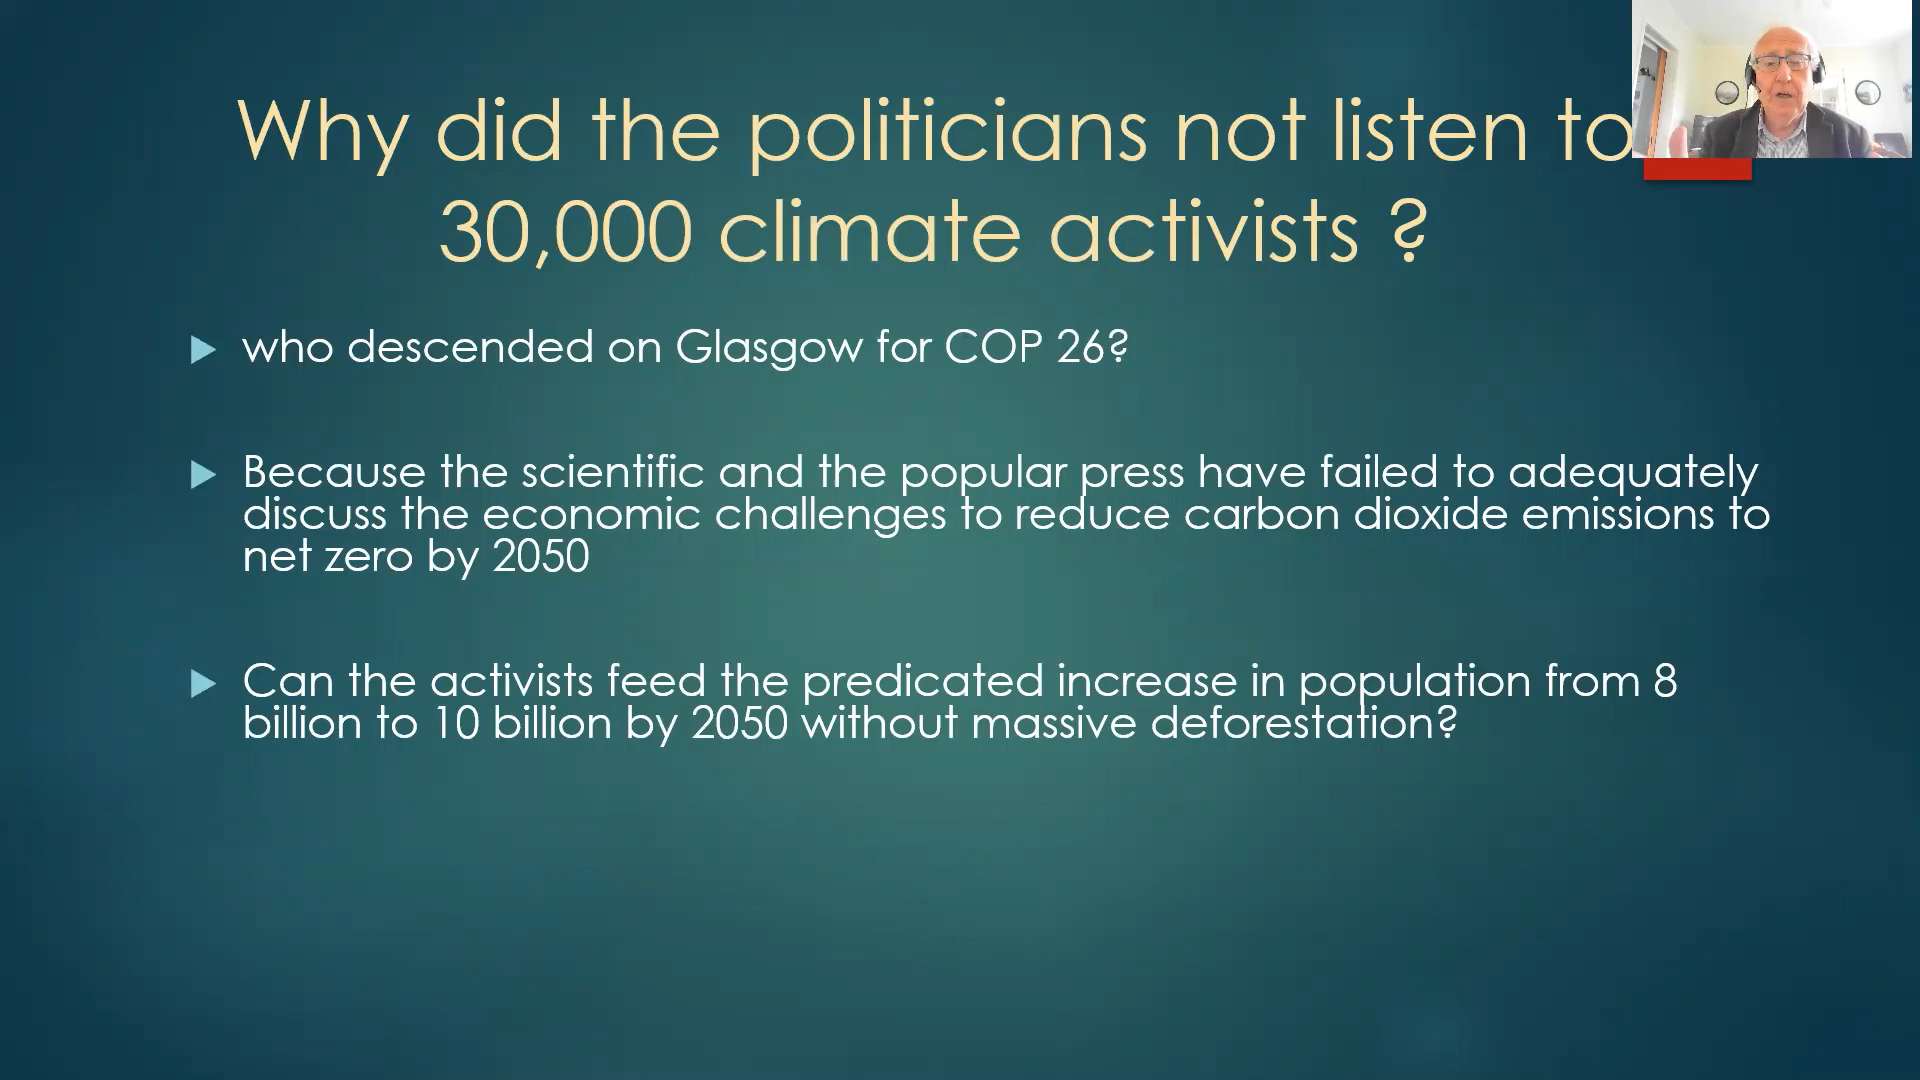 Why did the politicians not listen to
30,000 climate activists ?
who descended on Glasgow for COP 26?
Because the scientific and the popular press have failed to adequately
discuss the economic challenges to reduce carbon dioxide emissions to
net zero by 2050
Can the activists feed the predicated increase in population from 8
billion to 10 billion by 2050 without massive deforestation?